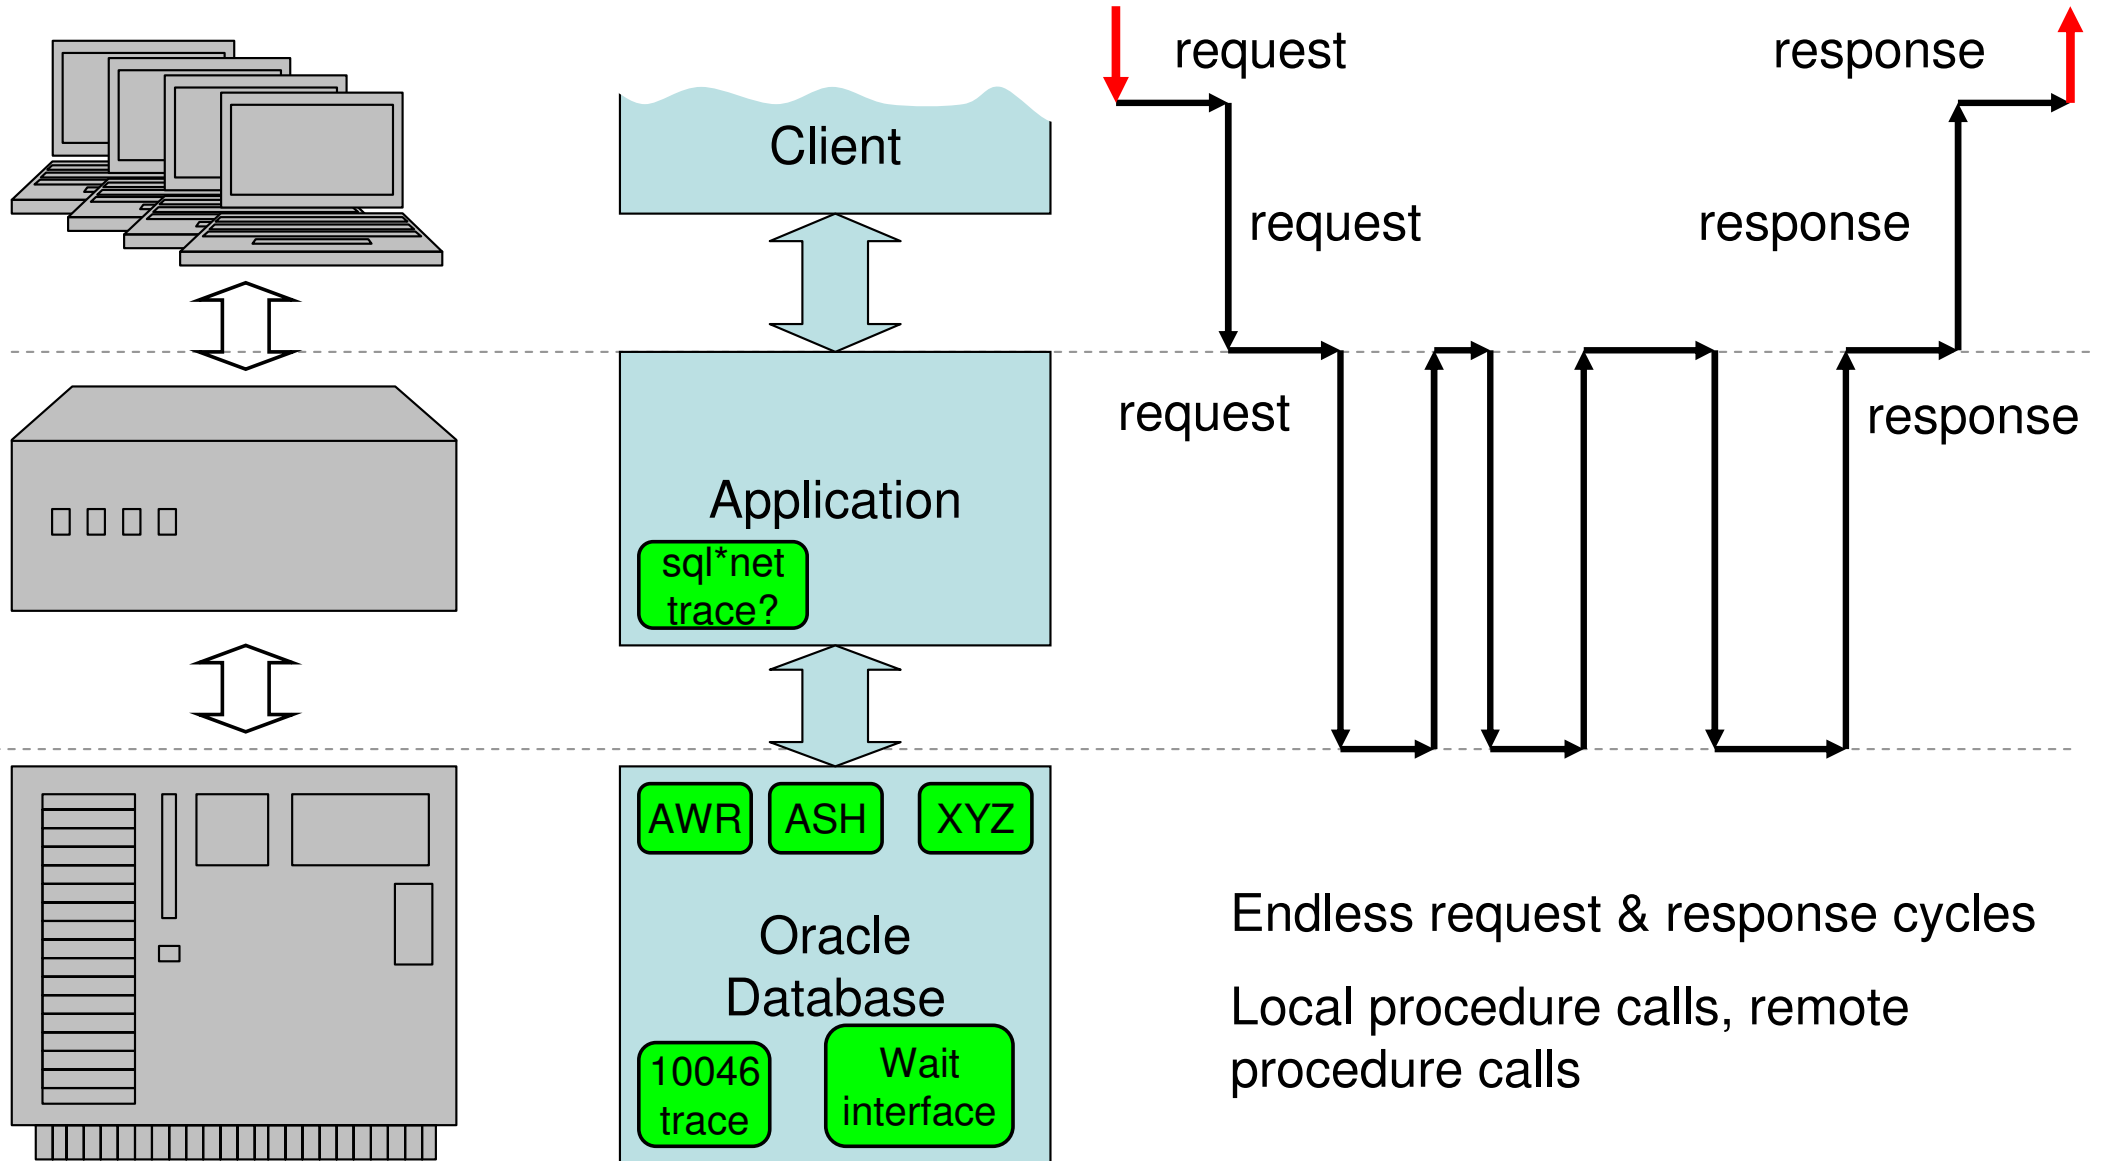 request
response
Client
request
response
request
response
Application
sql*net
trace?
AWR
ASH
XYZ
Oracle
Database
10046
trace
Wait
interface
Endless request & response cycles
Local procedure calls, remote
procedure calls